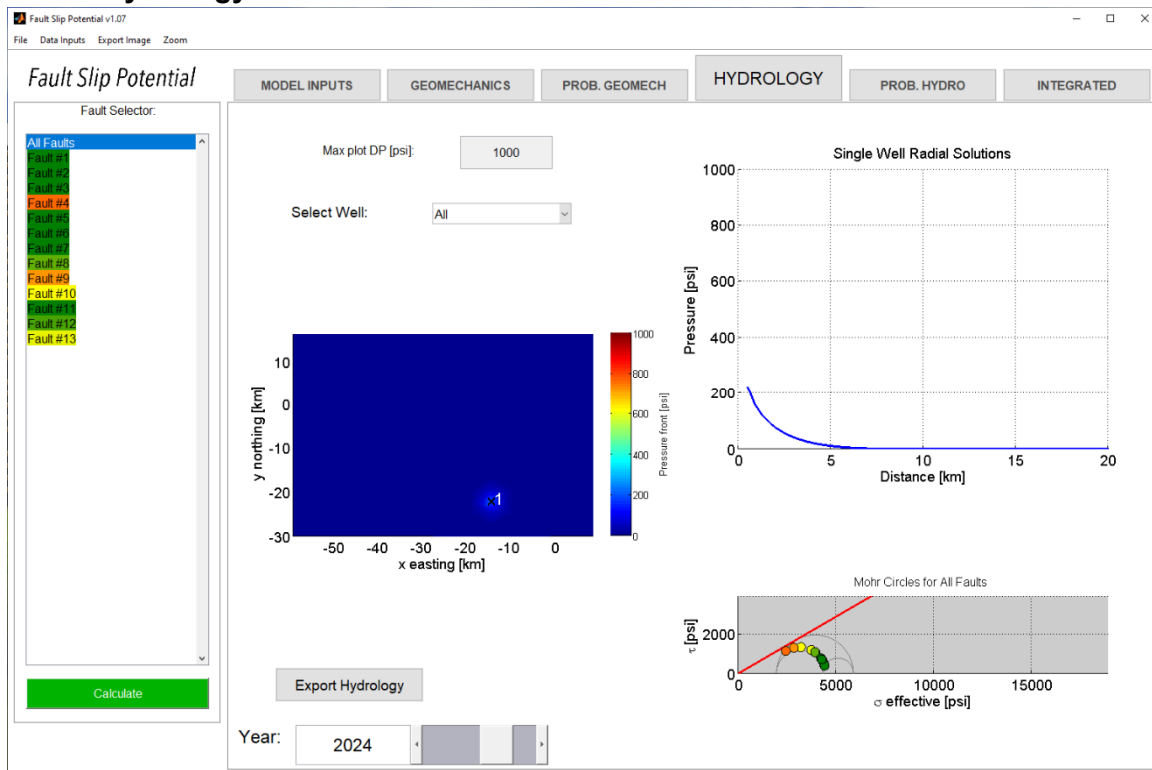 Fault Slip Potential v1.07
File Data Inputs Export Image Zoom
Fault Slip Potential
MODEL INPUTS GEOMECHANICS PROB. GEOMECH HYDROLOGY PROB. HYDRO INTEGRATED
Fault Selector:
All Faults
Fault #1
Fault #2
Fault #3
Fault #4
Fault #5
Fault #6
Fault #7
Fault #8
Fault #9
Fault #10
Fault #11
Fault #12
Fault #13
Calculate
Max plot DP [psi]: 1000
Select Well: All
10
0
-10
-20
-30
y northing [km]
1
-50 -40 -30 -20 -10 0
x easting [km]
1000
800
600
400
200
0
Pressure front [psi]
Export Hydrology
Year: 2024
Single Well Radial Solutions
1000
800
600
400
200
0
Pressure [psi]
0 5 10 15 20
Distance [km]
Mohr Circles for All Faults
2000
0
τ [psi]
0 5000 10000 15000
σ effective [psi]